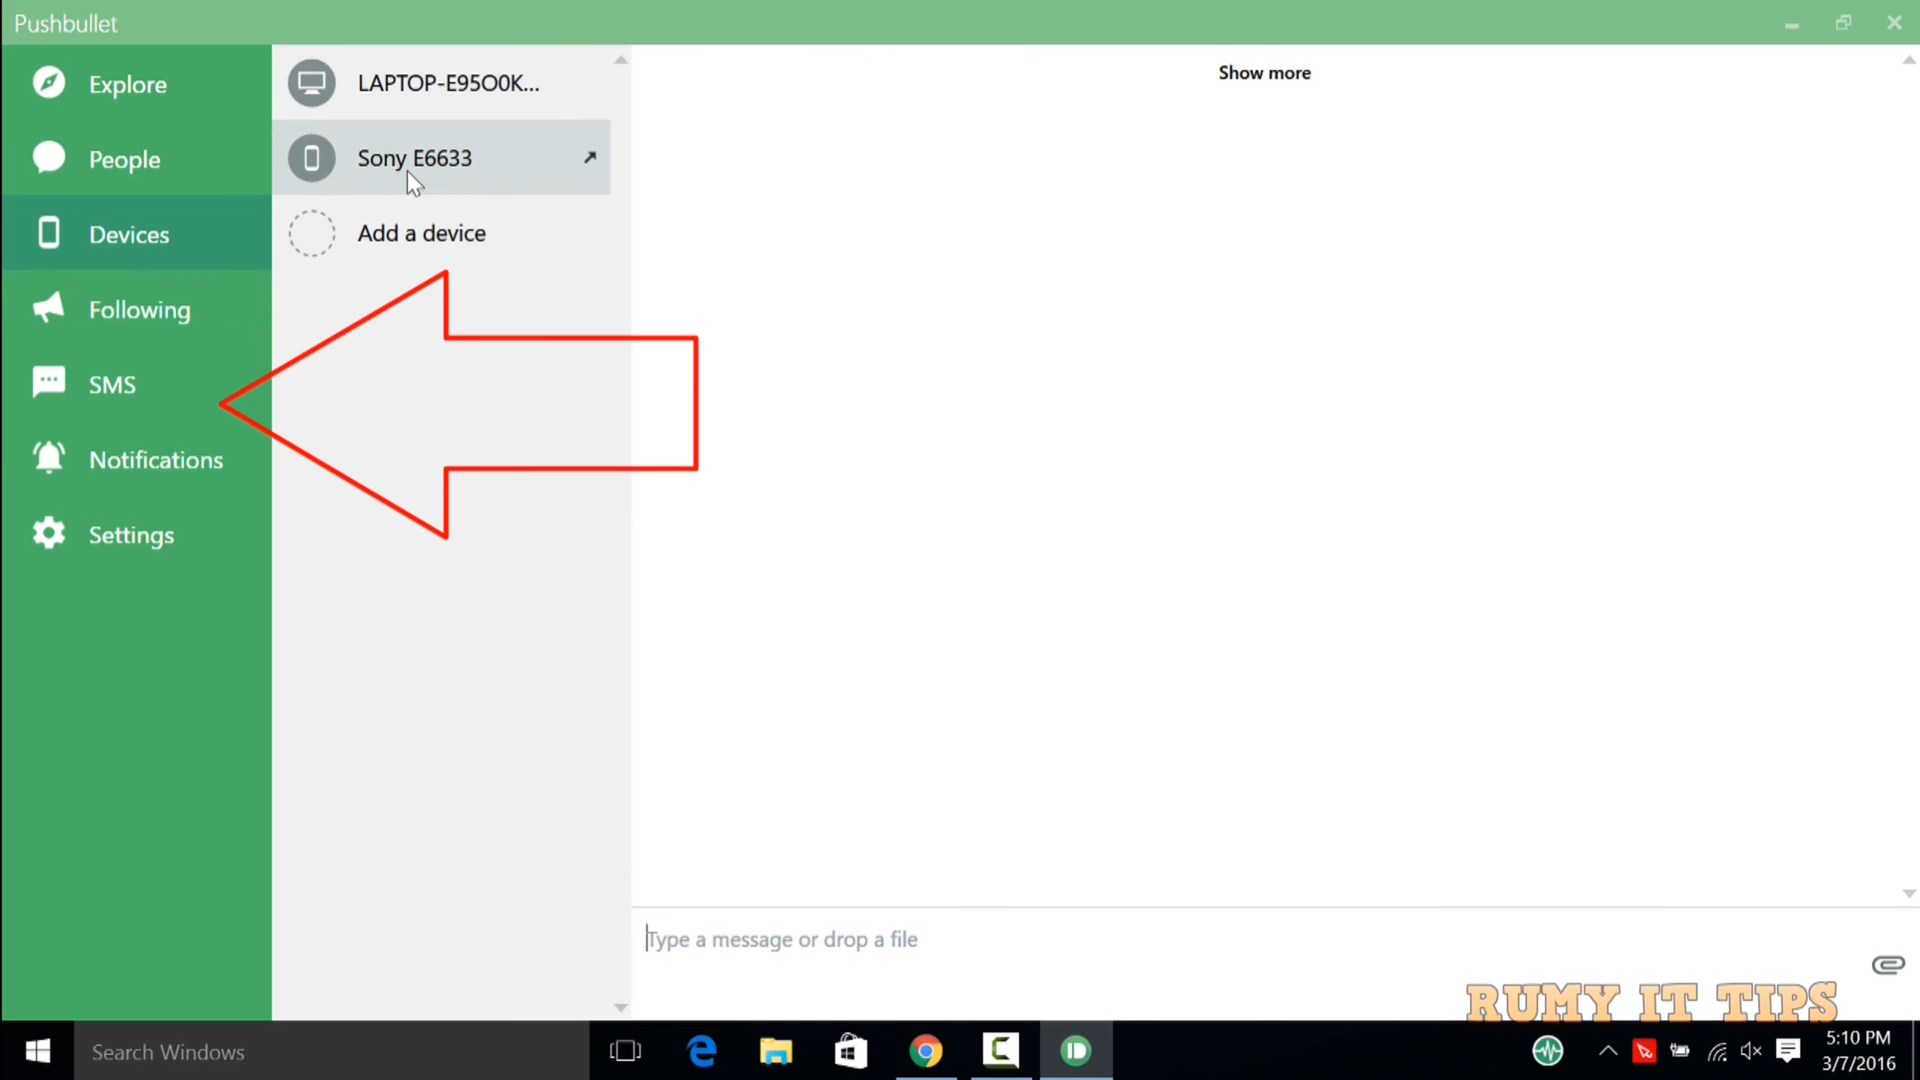 Pushbullet
Explore
People
Devices
Following
SMS
Notifications
Settings
LAPTOP-E95O0K...
Sony E6633
Add a device
Show more
Type a message or drop a file
RUMY IT TIPS
Search Windows
5:10 PM
3/7/2016